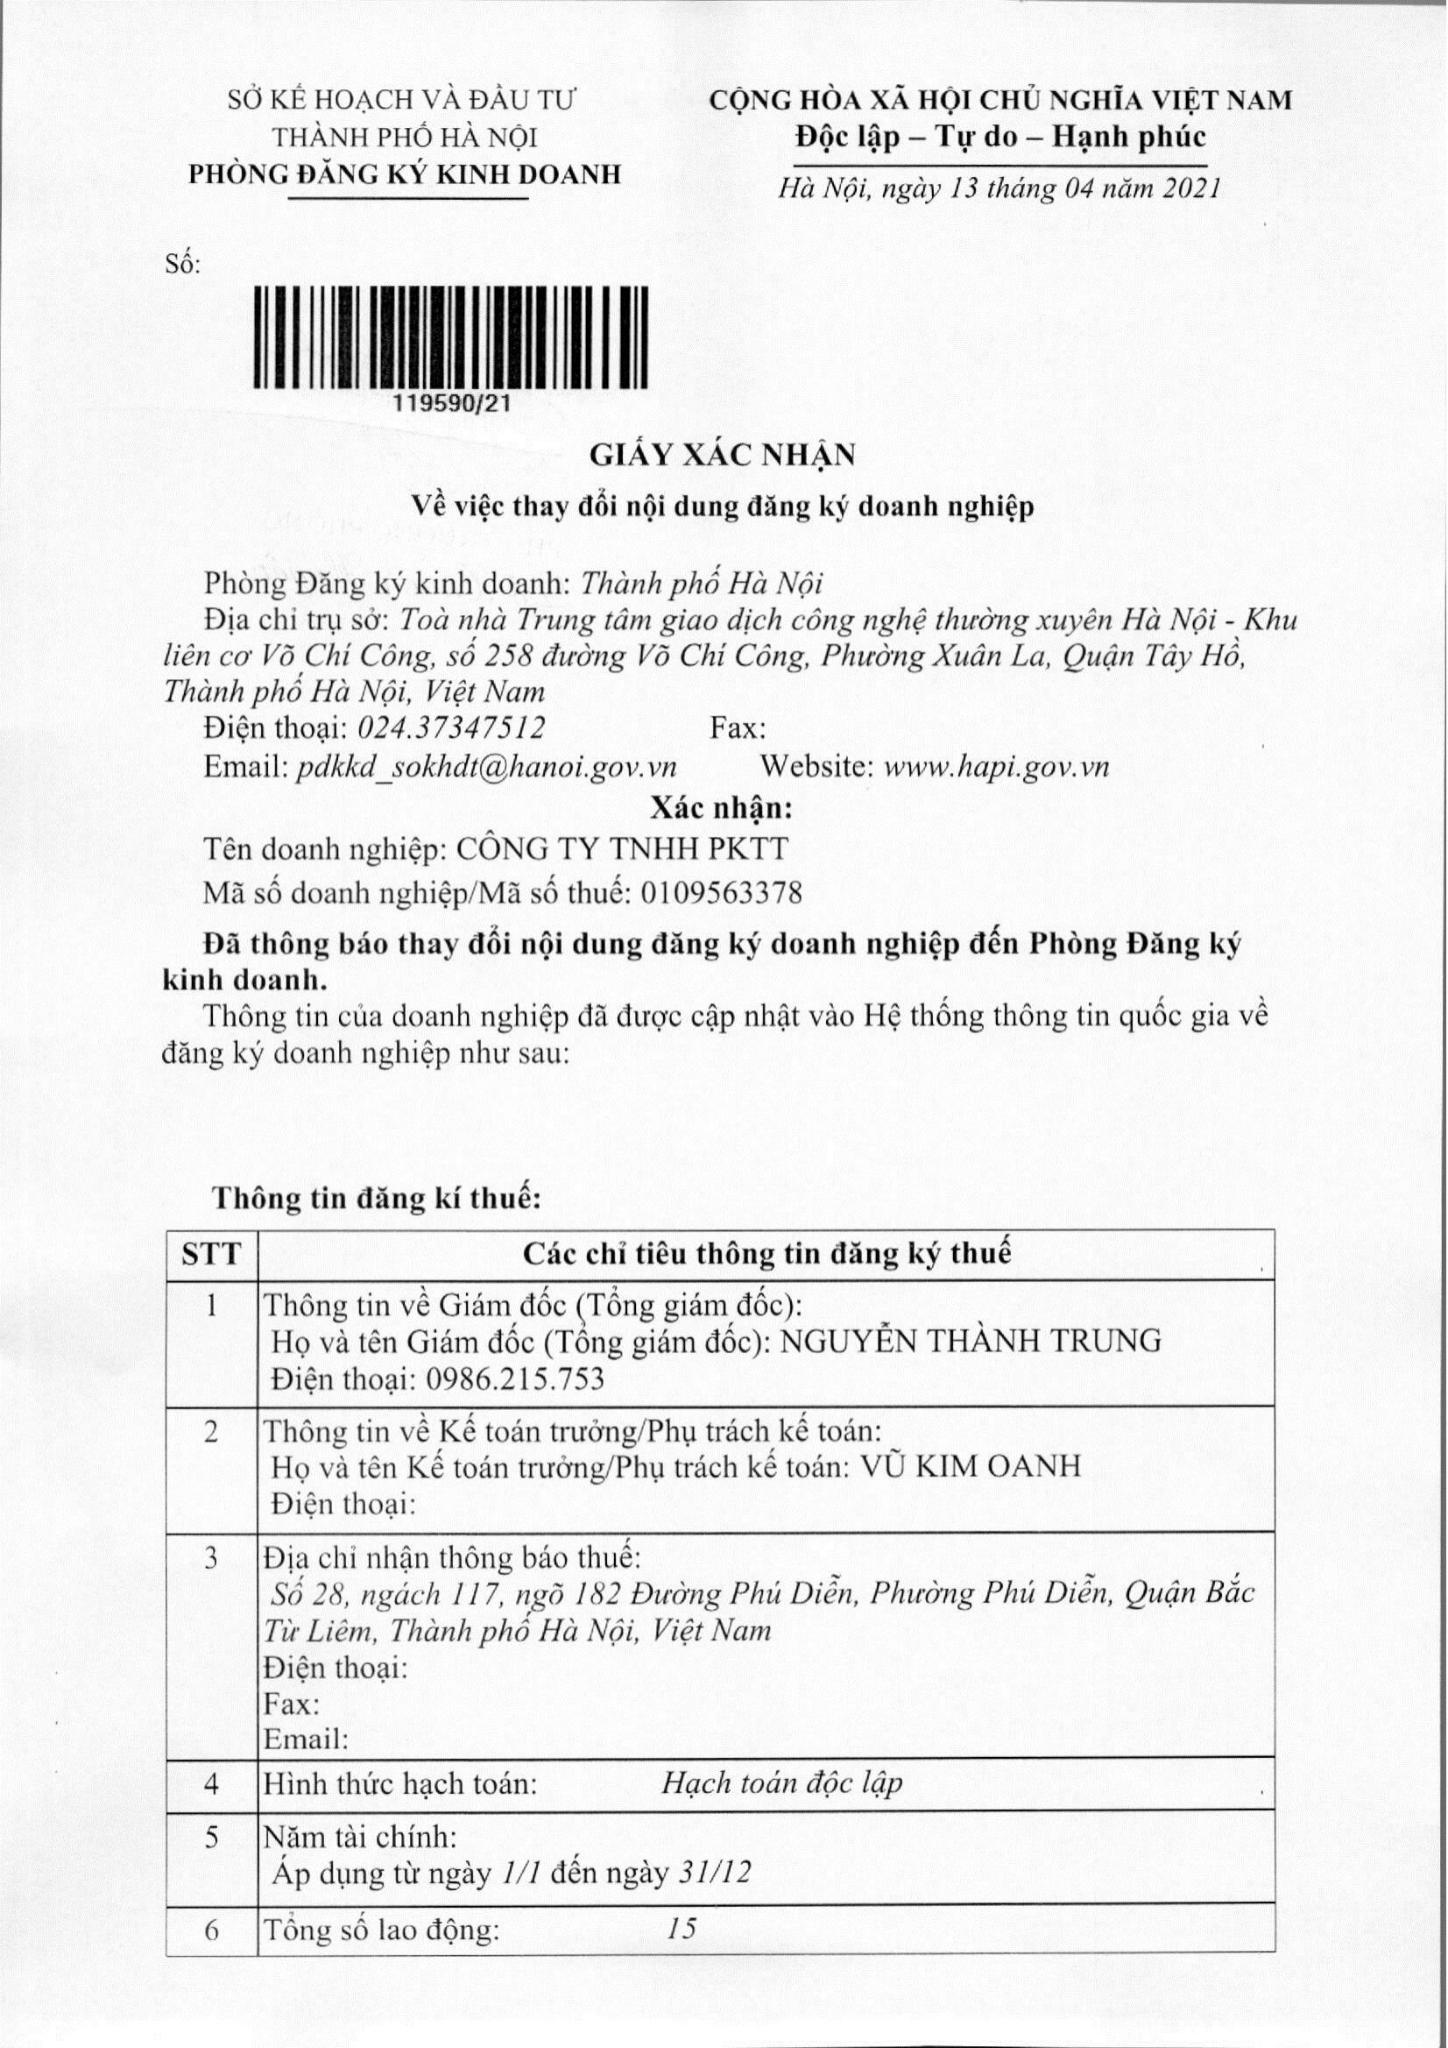 SỞ KẾ HOẠCH VÀ ĐẦU TƯ
THÀNH PHỐ HÀ NỘI
PHÒNG ĐĂNG KÝ KINH DOANH
CỘNG HÒA XÃ HỘI CHỦ NGHĨA VIỆT NAM
Độc lập – Tự do – Hạnh phúc
Hà Nội, ngày 13 tháng 04 năm 2021
Số:
119590/21
GIẤY XÁC NHẬN
Về việc thay đổi nội dung đăng ký doanh nghiệp
Phòng Đăng ký kinh doanh: Thành phố Hà Nội
Địa chỉ trụ sở: Toà nhà Trung tâm giao dịch công nghệ thường xuyên Hà Nội - Khu
liên cơ Võ Chí Công, số 258 đường Võ Chí Công, Phường Xuân La, Quận Tây Hồ,
Thành phố Hà Nội, Việt Nam
Điện thoại: 024.37347512 Fax:
Email: pdkkd_sokhdt@hanoi.gov.vn Website: www.hapi.gov.vn
Xác nhận:
Tên doanh nghiệp: CÔNG TY TNHH PKTT
Mã số doanh nghiệp/Mã số thuế: 0109563378
Đã thông báo thay đổi nội dung đăng ký doanh nghiệp đến Phòng Đăng ký
kinh doanh.
Thông tin của doanh nghiệp đã được cập nhật vào Hệ thống thông tin quốc gia về
đăng ký doanh nghiệp như sau:
Thông tin đăng kí thuế:
STT Các chỉ tiêu thông tin đăng ký thuế
1 Thông tin về Giám đốc (Tổng giám đốc):
Họ và tên Giám đốc (Tổng giám đốc): NGUYỄN THÀNH TRUNG
Điện thoại: 0986.215.753
2 Thông tin về Kế toán trưởng/Phụ trách kế toán:
Họ và tên Kế toán trưởng/Phụ trách kế toán: VŨ KIM OANH
Điện thoại:
3 Địa chỉ nhận thông báo thuế:
Số 28, ngách 117, ngõ 182 Đường Phú Diễn, Phường Phú Diễn, Quận Bắc
Từ Liêm, Thành phố Hà Nội, Việt Nam
Điện thoại:
Fax:
Email:
4 Hình thức hạch toán: Hạch toán độc lập
5 Năm tài chính:
Áp dụng từ ngày 1/1 đến ngày 31/12
6 Tổng số lao động: 15